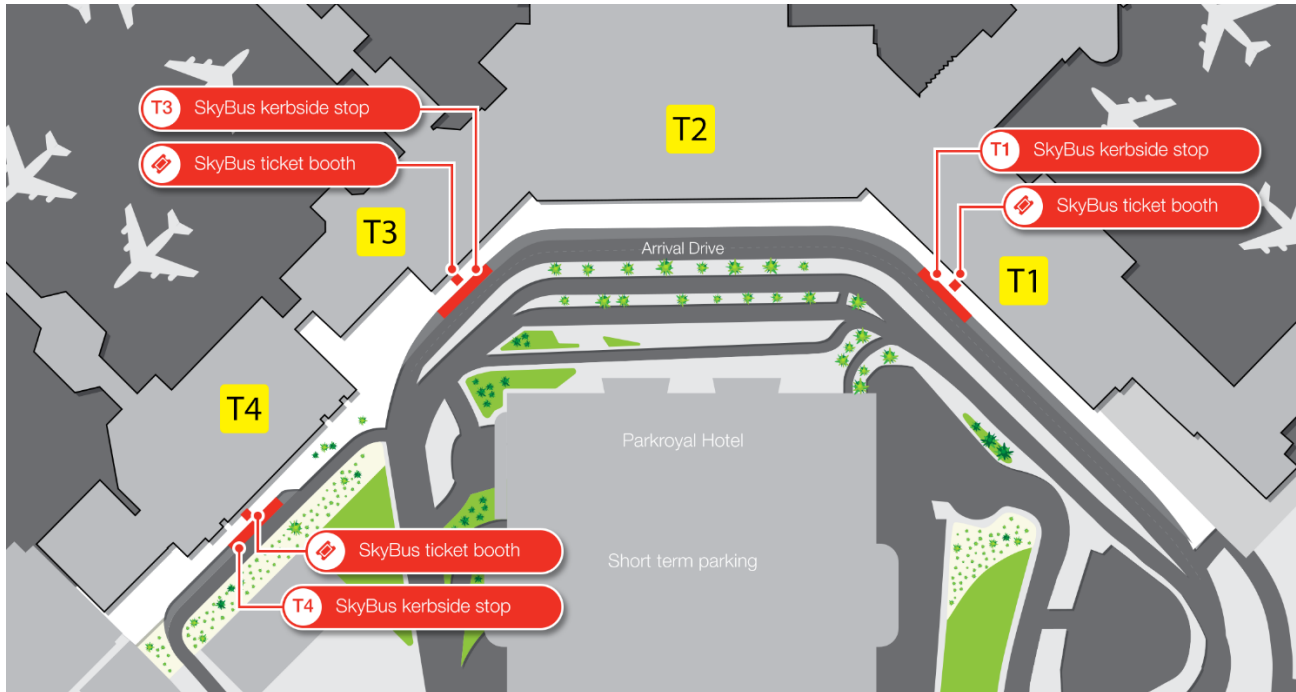 T2
T3 SkyBus kerbside stop
SkyBus ticket booth
T1 SkyBus kerbside stop
SkyBus ticket booth
T3
Arrival Drive
T1
T4
Parkroyal Hotel
SkyBus ticket booth
Short term parking
T4 SkyBus kerbside stop